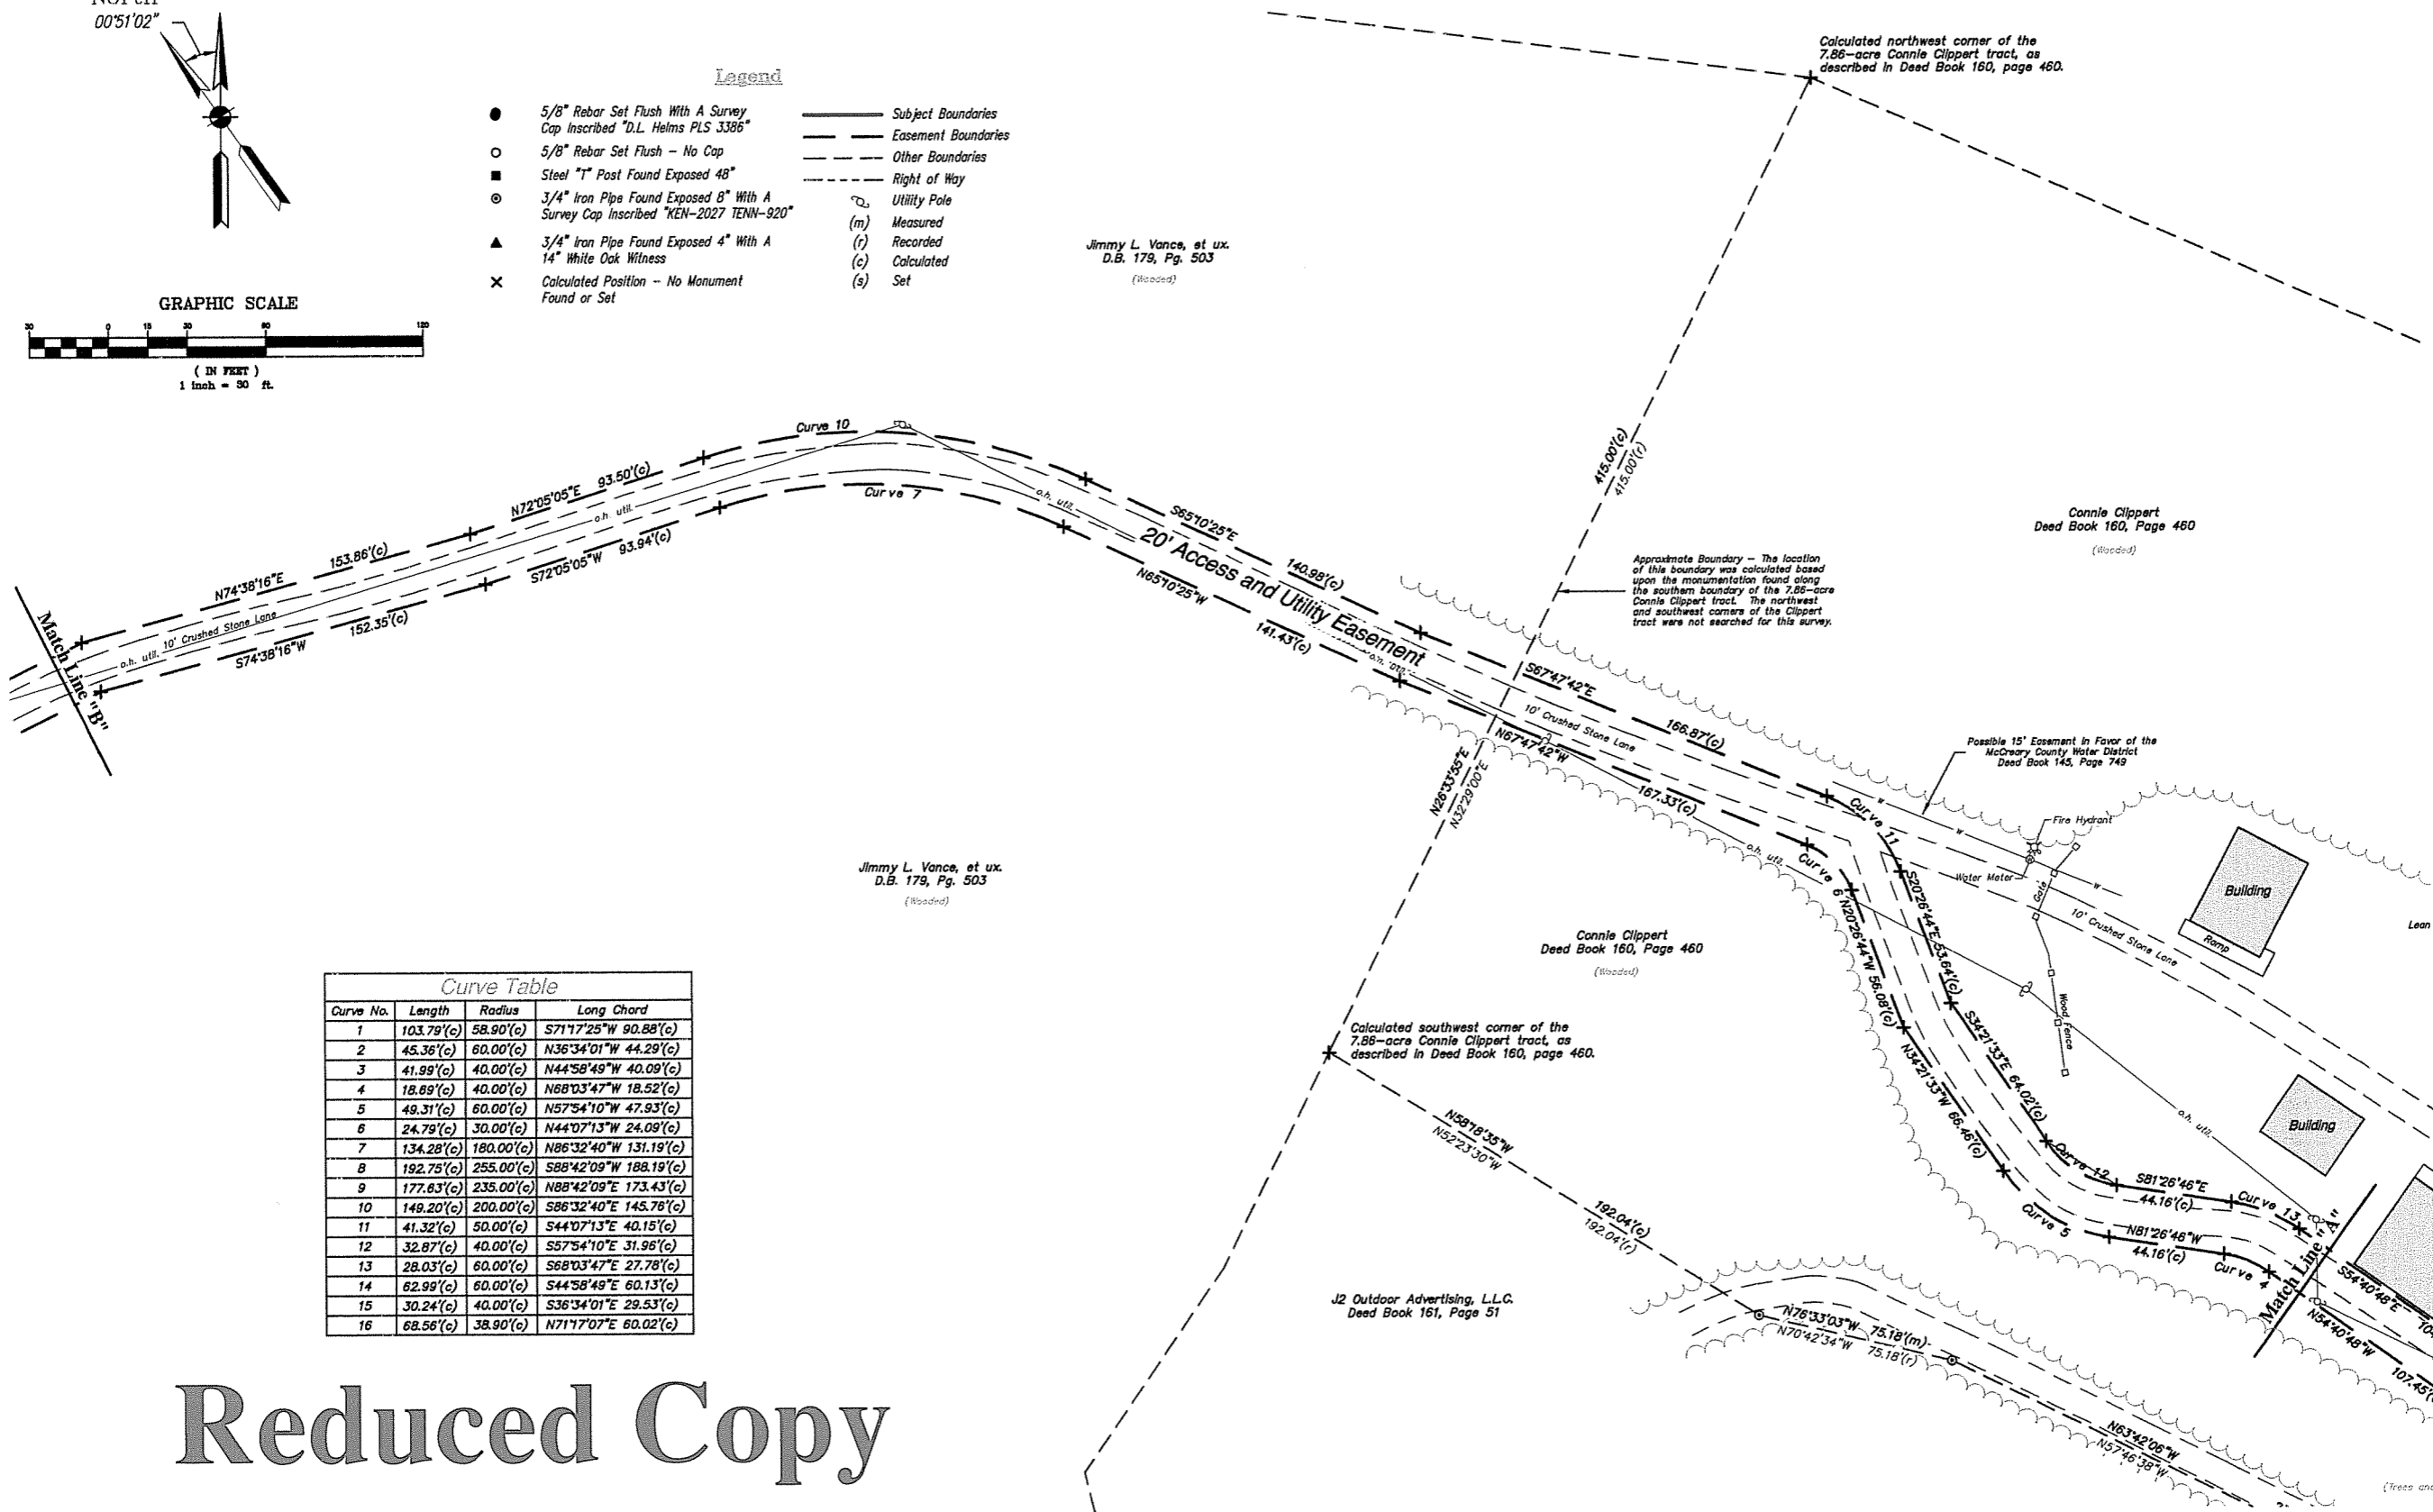 North
00°51'02"
Legend
5/8" Rebar Set Flush With A Survey
Cap Inscribed "D.L. Helms PLS 3386"
5/8" Rebar Set Flush - No Cap
Steel "T" Post Found Exposed 48"
3/4" Iron Pipe Found Exposed 8" With A
Survey Cap Inscribed "KEN-2027 TENN-920"
3/4" Iron Pipe Found Exposed 4" With A
14" White Oak Witness
Calculated Position - No Monument
Found or Set
Subject Boundaries
Easement Boundaries
Other Boundaries
Right of Way
Utility Pole
(m) Measured
(r) Recorded
(c) Calculated
(s) Set
GRAPHIC SCALE
30 0 15 30 60 120
( IN FEET )
1 inch = 30 ft.
Jimmy L. Vance, et ux.
D.B. 179, Pg. 503
(Wooded)
Calculated northwest corner of the
7.86-acre Connie Clippert tract, as
described in Deed Book 160, page 460.
415.00'(c)
415.00'(r)
Connie Clippert
Deed Book 160, Page 460
(Wooded)
Approximate Boundary - The location
of this boundary was calculated based
upon the monumentation found along
the southern boundary of the 7.86-acre
Connie Clippert tract. The northwest
and southwest corners of the Clippert
tract were not searched for this survey.
Match Line "B"
N74°38'16"E 153.86'(c)
N72°05'05"E 93.50'(c)
Curve 10
o.h. util.
10' Crushed Stone Lane
o.h. util.
S74°38'16"W 152.35'(c)
S72°05'05"W 93.94'(c)
Curve 7
o.h. util.
S65°10'25"E 140.98'(c)
20' Access and Utility Easement
N65°10'25"W 141.43'(c)
o.h. util.
S67°47'42"E 166.87'(c)
10' Crushed Stone Lane
N67°47'42"W 167.33'(c)
N26°33'55"E
N32°29'00"E
o.h. util.
Possible 15' Easement in Favor of the
McCreary County Water District
Deed Book 145, Page 749
W
W
W
Fire Hydrant
Water Meter
Gate
Wood Fence
10' Crushed Stone Lane
Building
Ramp
Lean
Curve 11
Curve 6
S20°26'44"E 53.64'(c)
N20°26'44"W 56.08'(c)
S34°21'33"E 64.02'(c)
N34°21'33"W 66.46'(c)
Curve 12
Curve 5
S81°26'46"E
44.16'(c)
N81°26'46"W
44.16'(c)
Curve 13
Curve 4
o.h. util.
Building
Match Line "A"
S54°40'48"E
104
N54°40'48"W
107.45'(
Jimmy L. Vance, et ux.
D.B. 179, Pg. 503
(Wooded)
Connie Clippert
Deed Book 160, Page 460
(Wooded)
Calculated southwest corner of the
7.86-acre Connie Clippert tract, as
described in Deed Book 160, page 460.
N58°18'35"W
N52°23'30"W
192.04'(c)
192.04'(r)
J2 Outdoor Advertising, L.L.C.
Deed Book 161, Page 51
N76°33'03"W 75.18'(m)
N70°42'34"W 75.18'(r)
N63°42'06"W
N57°46'38"W
(Trees and
Curve Table
Curve No. Length Radius Long Chord
1 103.79'(c) 58.90'(c) S71°17'25"W 90.88'(c)
2 45.36'(c) 60.00'(c) N36°34'01"W 44.29'(c)
3 41.99'(c) 40.00'(c) N44°58'49"W 40.09'(c)
4 18.69'(c) 40.00'(c) N68°03'47"W 18.52'(c)
5 49.31'(c) 60.00'(c) N57°54'10"W 47.93'(c)
6 24.79'(c) 30.00'(c) N44°07'13"W 24.09'(c)
7 134.28'(c) 180.00'(c) N86°32'40"W 131.19'(c)
8 192.75'(c) 255.00'(c) S88°42'09"W 188.19'(c)
9 177.63'(c) 235.00'(c) N88°42'09"E 173.43'(c)
10 149.20'(c) 200.00'(c) S86°32'40"E 145.76'(c)
11 41.32'(c) 50.00'(c) S44°07'13"E 40.15'(c)
12 32.87'(c) 40.00'(c) S57°54'10"E 31.96'(c)
13 28.03'(c) 60.00'(c) S68°03'47"E 27.78'(c)
14 62.99'(c) 60.00'(c) S44°58'49"E 60.13'(c)
15 30.24'(c) 40.00'(c) S36°34'01"E 29.53'(c)
16 68.56'(c) 38.90'(c) N71°17'07"E 60.02'(c)
Reduced Copy